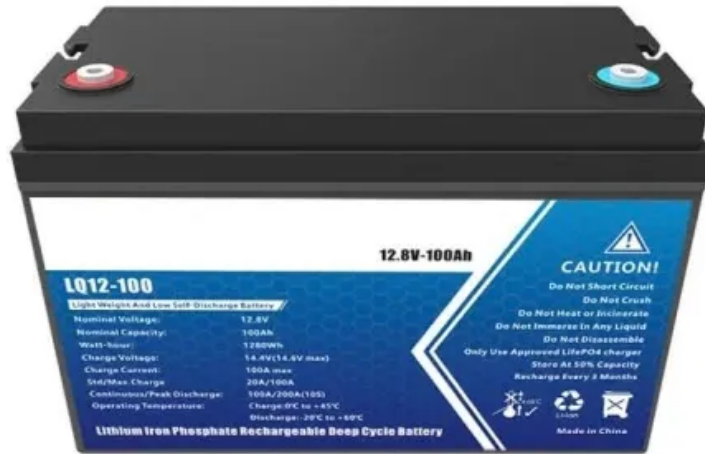 12.8V-100Ah
LQ12-100
Light Weight And Low Self-Discharge Battery
Nominal Voltage: 12.8V
Nominal Capacity: 100Ah
Watt-hour: 1280Wh
Charge Voltage: 14.4V(14.6V max)
Charge Current: 100A max
Std/Max.Charge 20A/100A
Continuous/Peak Discharge: 100A/200A(10S)
Operating Temperature: Charge:0℃ to +45℃
Discharge:-20℃ to +60℃
Lithium Iron Phosphate Rechargeable Deep Cycle Battery
CAUTION!
Do Not Short Circuit
Do Not Crush
Do Not Heat or Incinerate
Do Not Immerse In Any Liquid
Do Not Disassemble
Only Use Approved LifePO4 charger
Store At 50% Capacity
Recharge Every 3 Months
Li-ion
Made in China